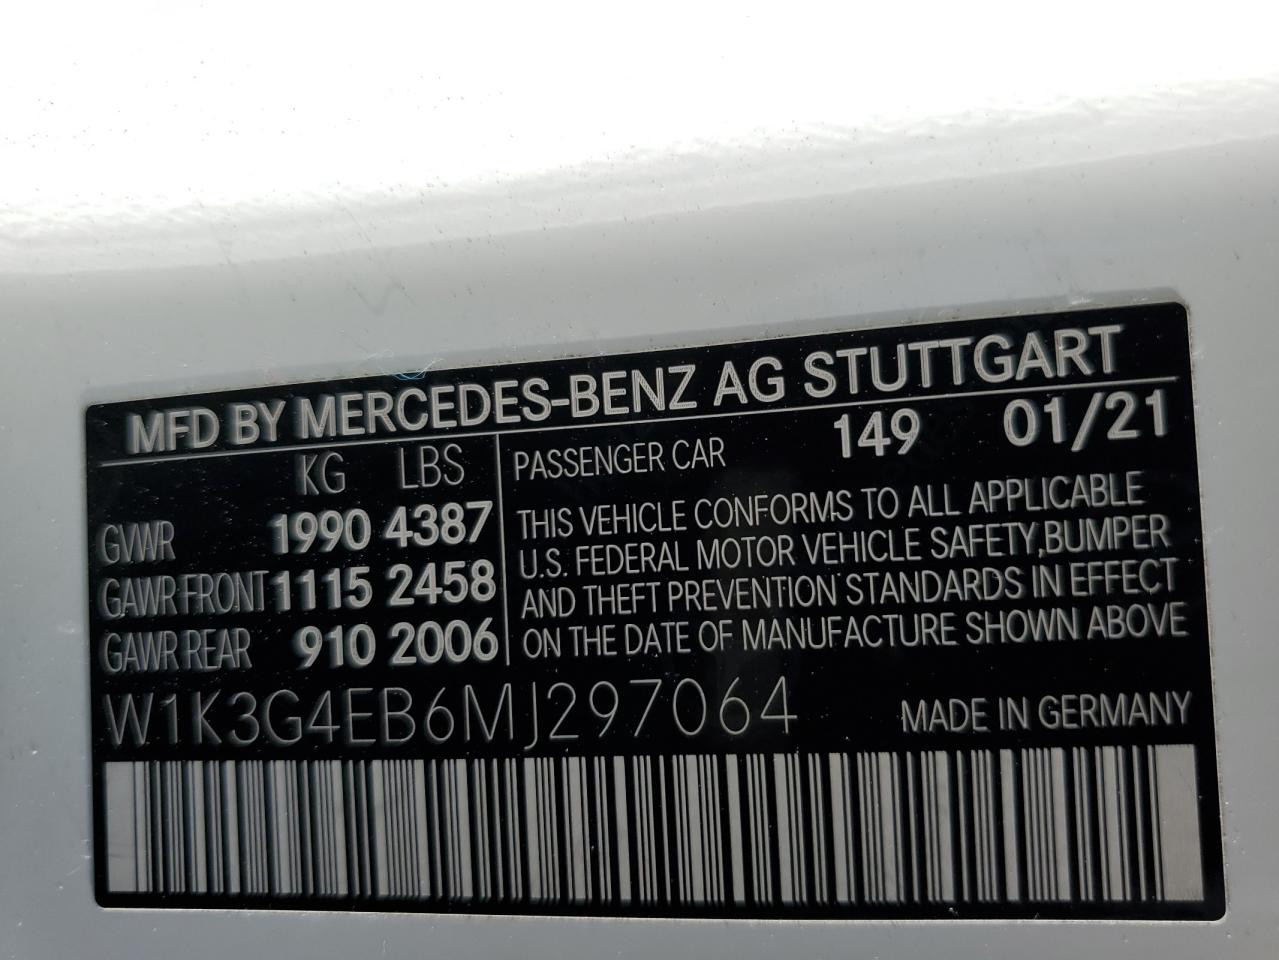 MFD BY MERCEDES-BENZ AG STUTTGART
KG LBS
GVWR 1990 4387
GAWR FRONT 1115 2458
GAWR REAR 910 2006
PASSENGER CAR 149 01/21
THIS VEHICLE CONFORMS TO ALL APPLICABLE
U.S. FEDERAL MOTOR VEHICLE SAFETY,BUMPER
AND THEFT PREVENTION STANDARDS IN EFFECT
ON THE DATE OF MANUFACTURE SHOWN ABOVE
W1K3G4EB6MJ297064 MADE IN GERMANY